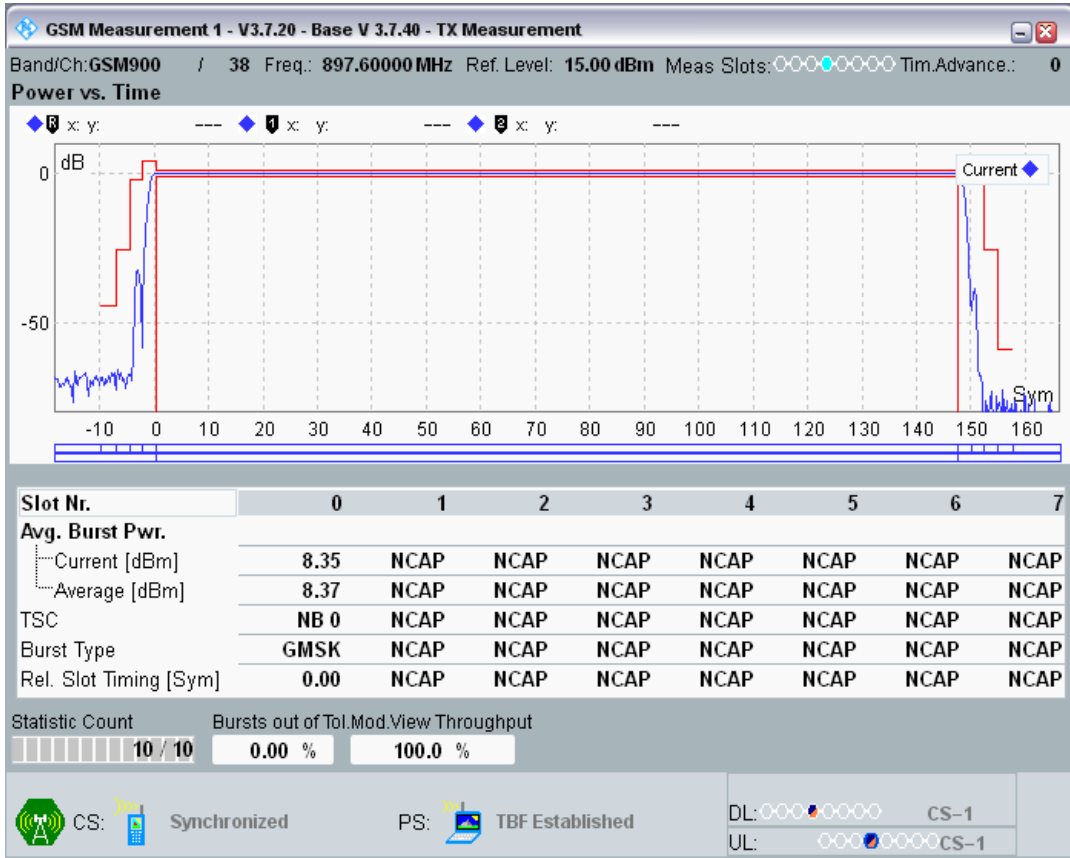 GSM Measurement 1 - V3.7.20 - Base V 3.7.40 - TX Measurement
Band/Ch:GSM900 / 38 Freq.: 897.60000 MHz Ref. Level: 15.00 dBm Meas Slots: Tim.Advance.: 0
Power vs. Time
R x: y: --- 1 x: y: --- 2 x: y: ---
dB
Current
0
-50
Sym
-10 0 10 20 30 40 50 60 70 80 90 100 110 120 130 140 150 160
Slot Nr. 0 1 2 3 4 5 6 7
Avg. Burst Pwr.
Current [dBm] 8.35 NCAP NCAP NCAP NCAP NCAP NCAP NCAP
Average [dBm] 8.37 NCAP NCAP NCAP NCAP NCAP NCAP NCAP
TSC NB 0 NCAP NCAP NCAP NCAP NCAP NCAP NCAP
Burst Type GMSK NCAP NCAP NCAP NCAP NCAP NCAP NCAP
Rel. Slot Timing [Sym] 0.00 NCAP NCAP NCAP NCAP NCAP NCAP NCAP
Statistic Count Bursts out of Tol.Mod.View Throughput
10 / 10 0.00 % 100.0 %
CS: Synchronized PS: TBF Established
DL: CS-1
UL: CS-1